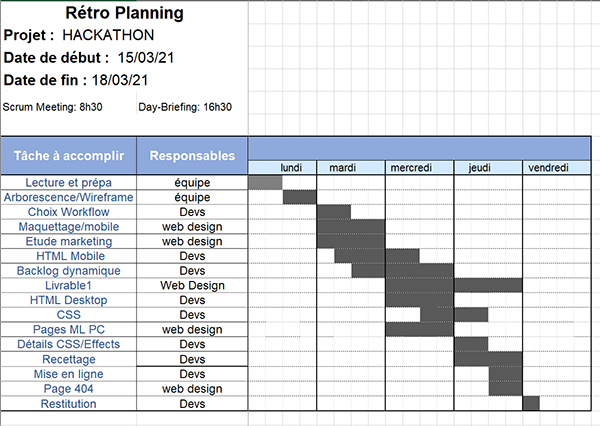 Rétro Planning
Projet : HACKATHON
Date de début : 15/03/21
Date de fin : 18/03/21
Scrum Meeting: 8h30 Day-Briefing: 16h30
Tâche à accomplir Responsables
lundi mardi mercredi jeudi vendredi
Lecture et prépa équipe
Arborescence/Wireframe équipe
Choix Workflow Devs
Maquettage/mobile web design
Etude marketing web design
HTML Mobile Devs
Backlog dynamique Devs
Livrable1 Web Design
HTML Desktop Devs
CSS Devs
Pages ML PC web design
Détails CSS/Effects Devs
Recettage Devs
Mise en ligne Devs
Page 404 web design
Restitution Devs